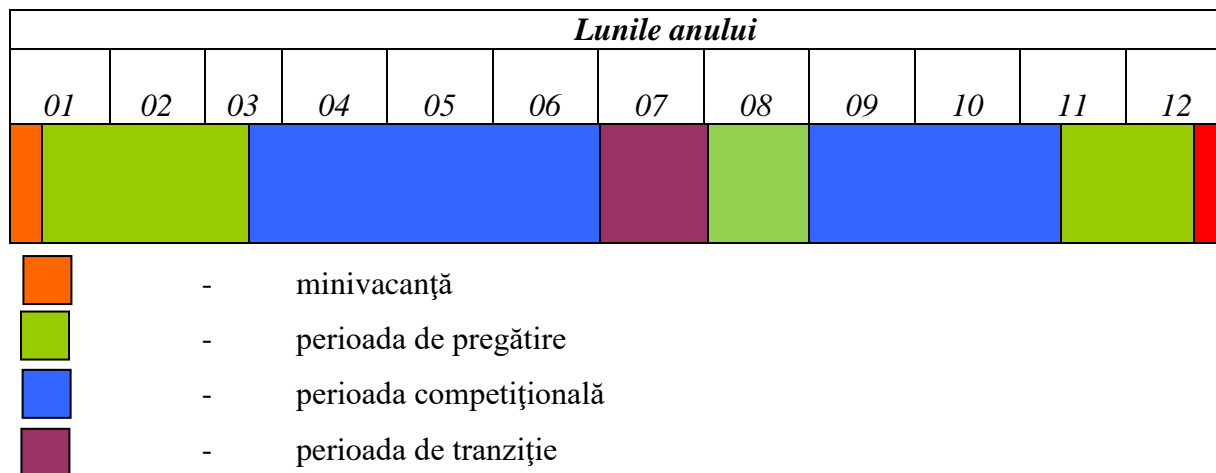 Lunile anului
01 02 03 04 05 06 07 08 09 10 11 12
- minivacanţă
- perioada de pregătire
- perioada competiţională
- perioada de tranziţie